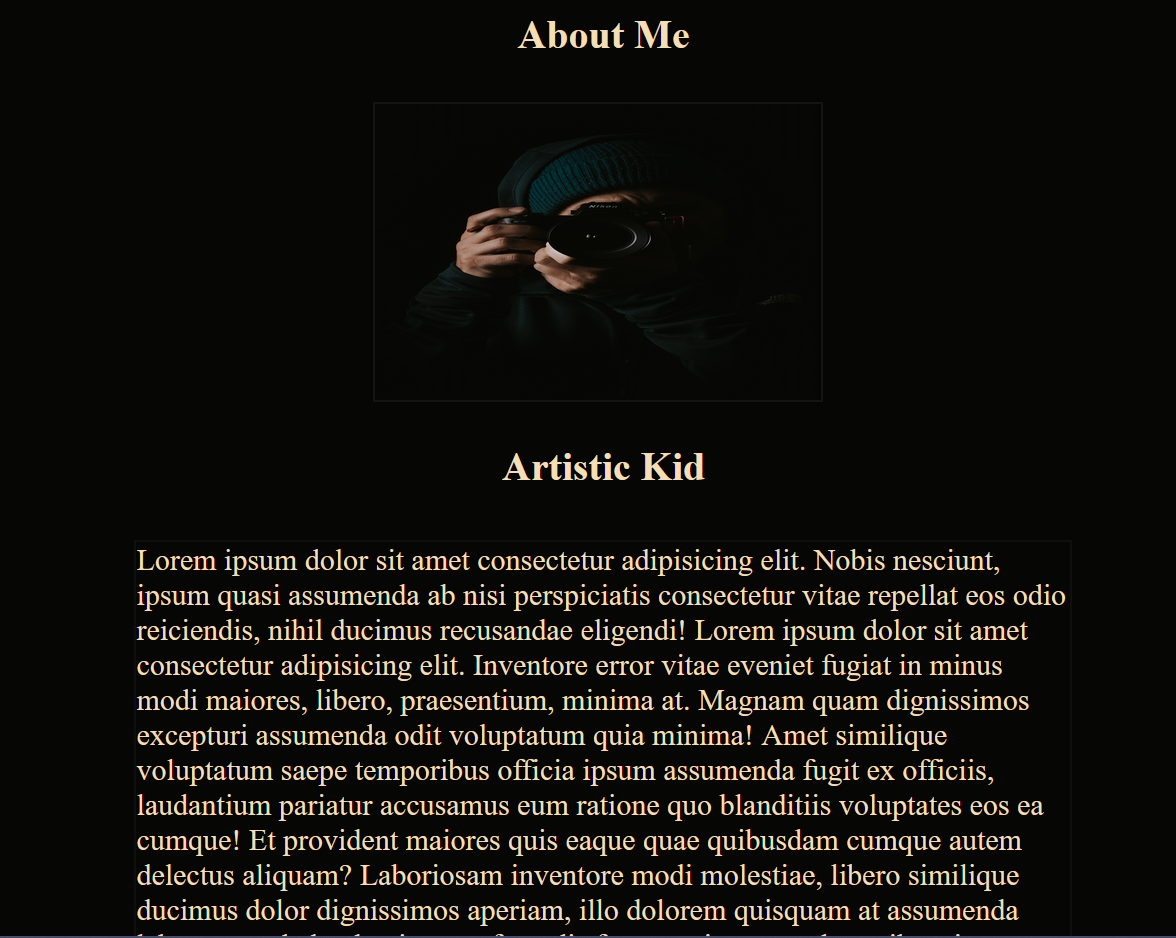 About Me
Nikon
Artistic Kid
Lorem ipsum dolor sit amet consectetur adipisicing elit. Nobis nesciunt,
ipsum quasi assumenda ab nisi perspiciatis consectetur vitae repellat eos odio
reiciendis, nihil ducimus recusandae eligendi! Lorem ipsum dolor sit amet
consectetur adipisicing elit. Inventore error vitae eveniet fugiat in minus
modi maiores, libero, praesentium, minima at. Magnam quam dignissimos
excepturi assumenda odit voluptatum quia minima! Amet similique
voluptatum saepe temporibus officia ipsum assumenda fugit ex officiis,
laudantium pariatur accusamus eum ratione quo blanditiis voluptates eos ea
cumque! Et provident maiores quis eaque quae quibusdam cumque autem
delectus aliquam? Laboriosam inventore modi molestiae, libero similique
ducimus dolor dignissimos aperiam, illo dolorem quisquam at assumenda